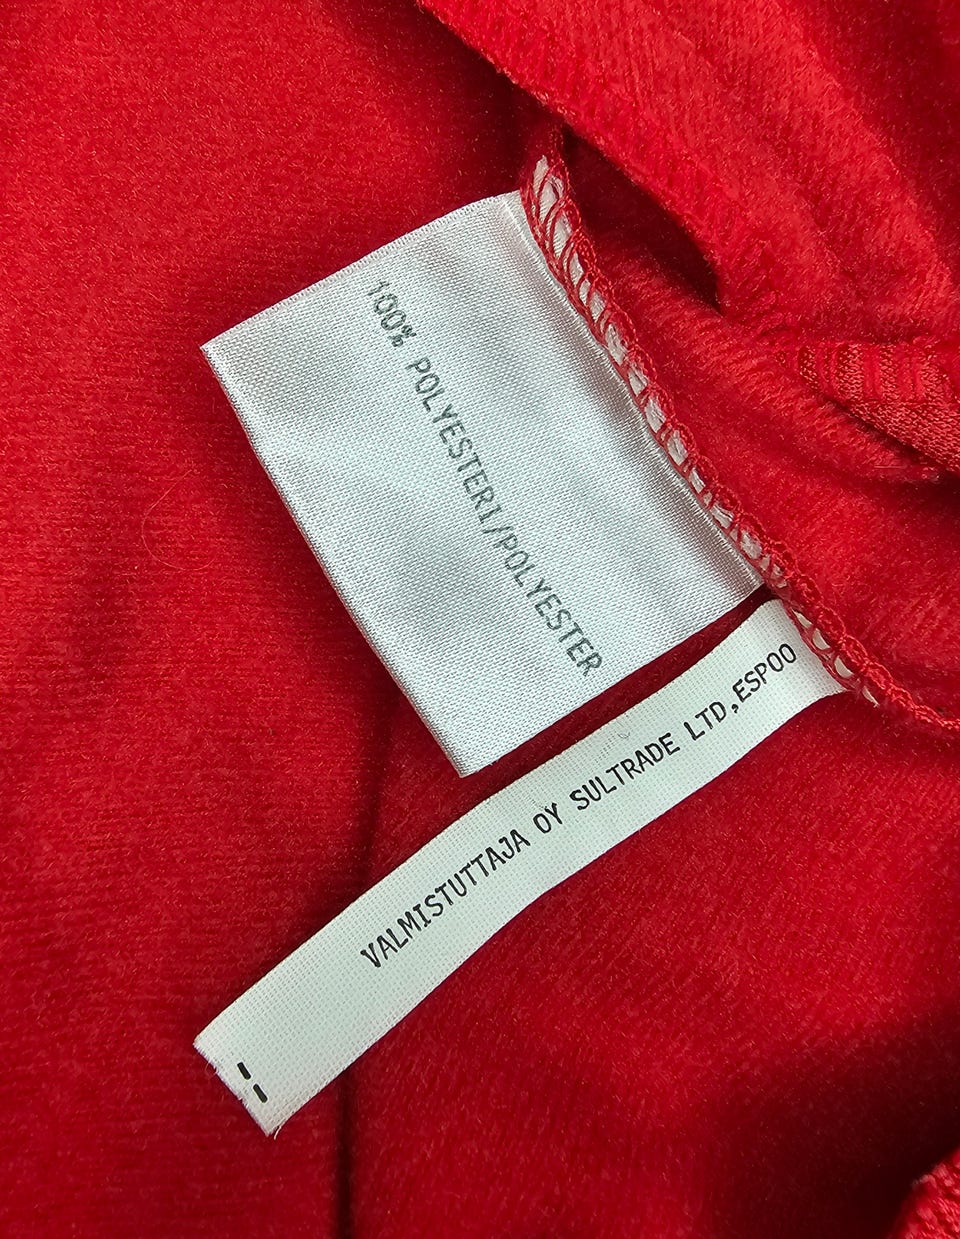 100% POLYESTERI/POLYESTER
VALMISTUTTAJA OY SULTRADE LTD,ESPOO